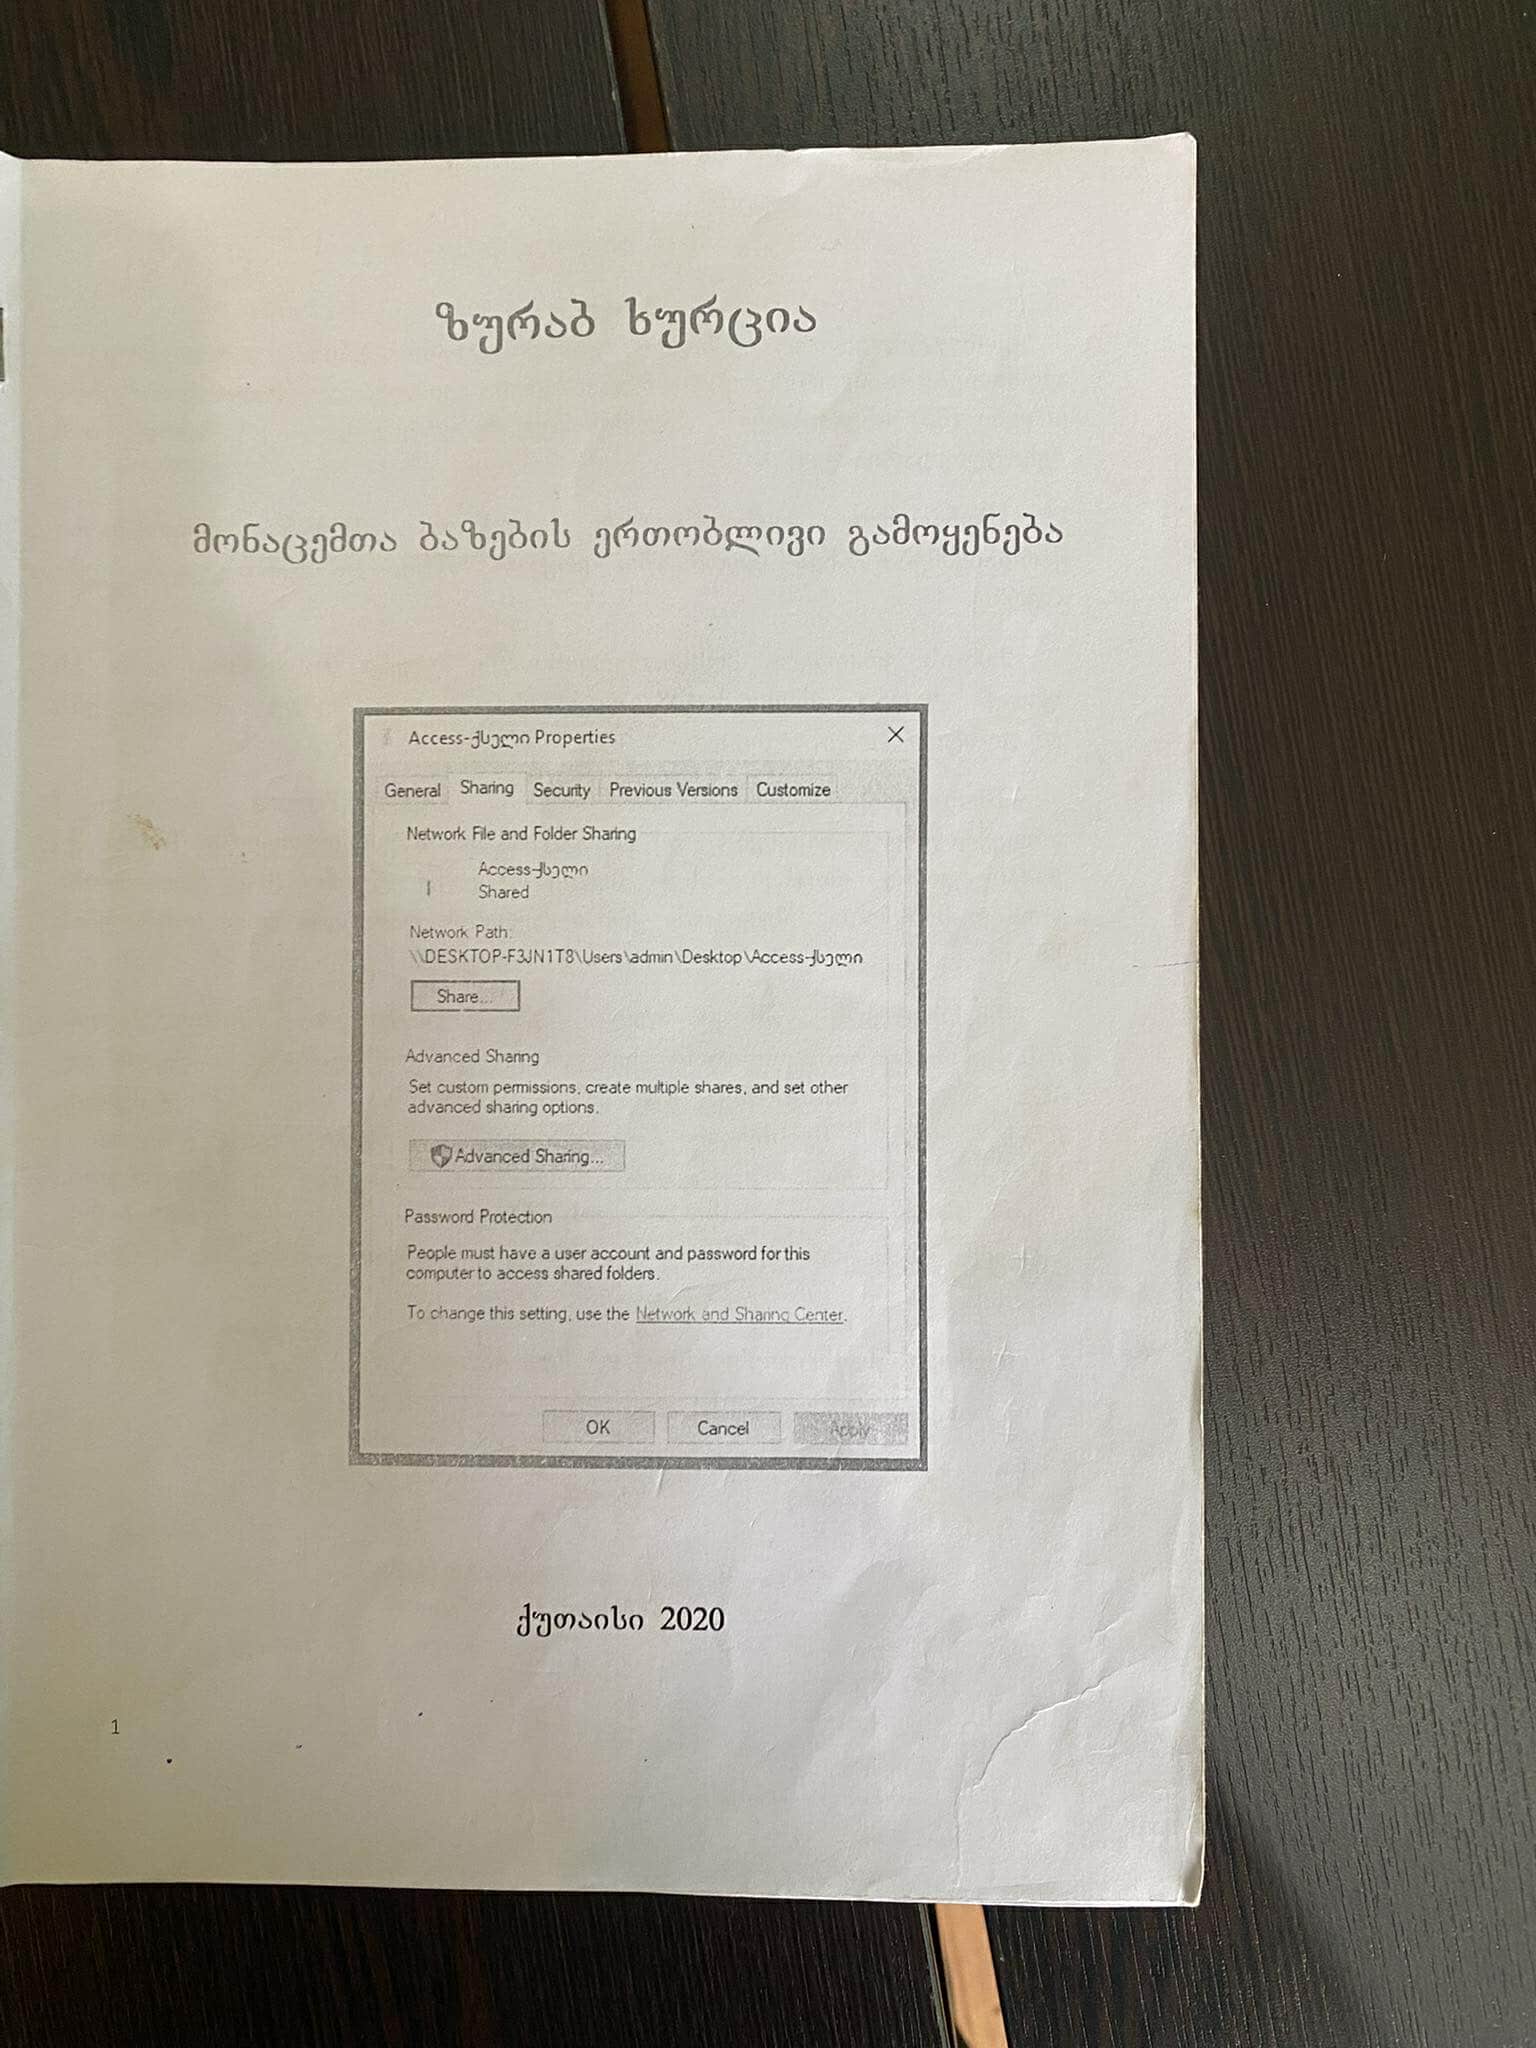 ზურაბ ხურცია
მონაცემთა ბაზების ერთობლივი გამოყენება
Access-ქსელი Properties
General Sharing Security Previous Versions Customize
Network File and Folder Sharing
Access-ქსელი
Shared
Network Path:
\\DESKTOP-F3JN1T8\Users\admin\Desktop\Access-ქსელი
Share...
Advanced Sharing
Set custom permissions, create multiple shares, and set other
advanced sharing options.
Advanced Sharing...
Password Protection
People must have a user account and password for this
computer to access shared folders.
To change this setting, use the Network and Sharing Center.
OK Cancel Apply
ქუთაისი 2020
1